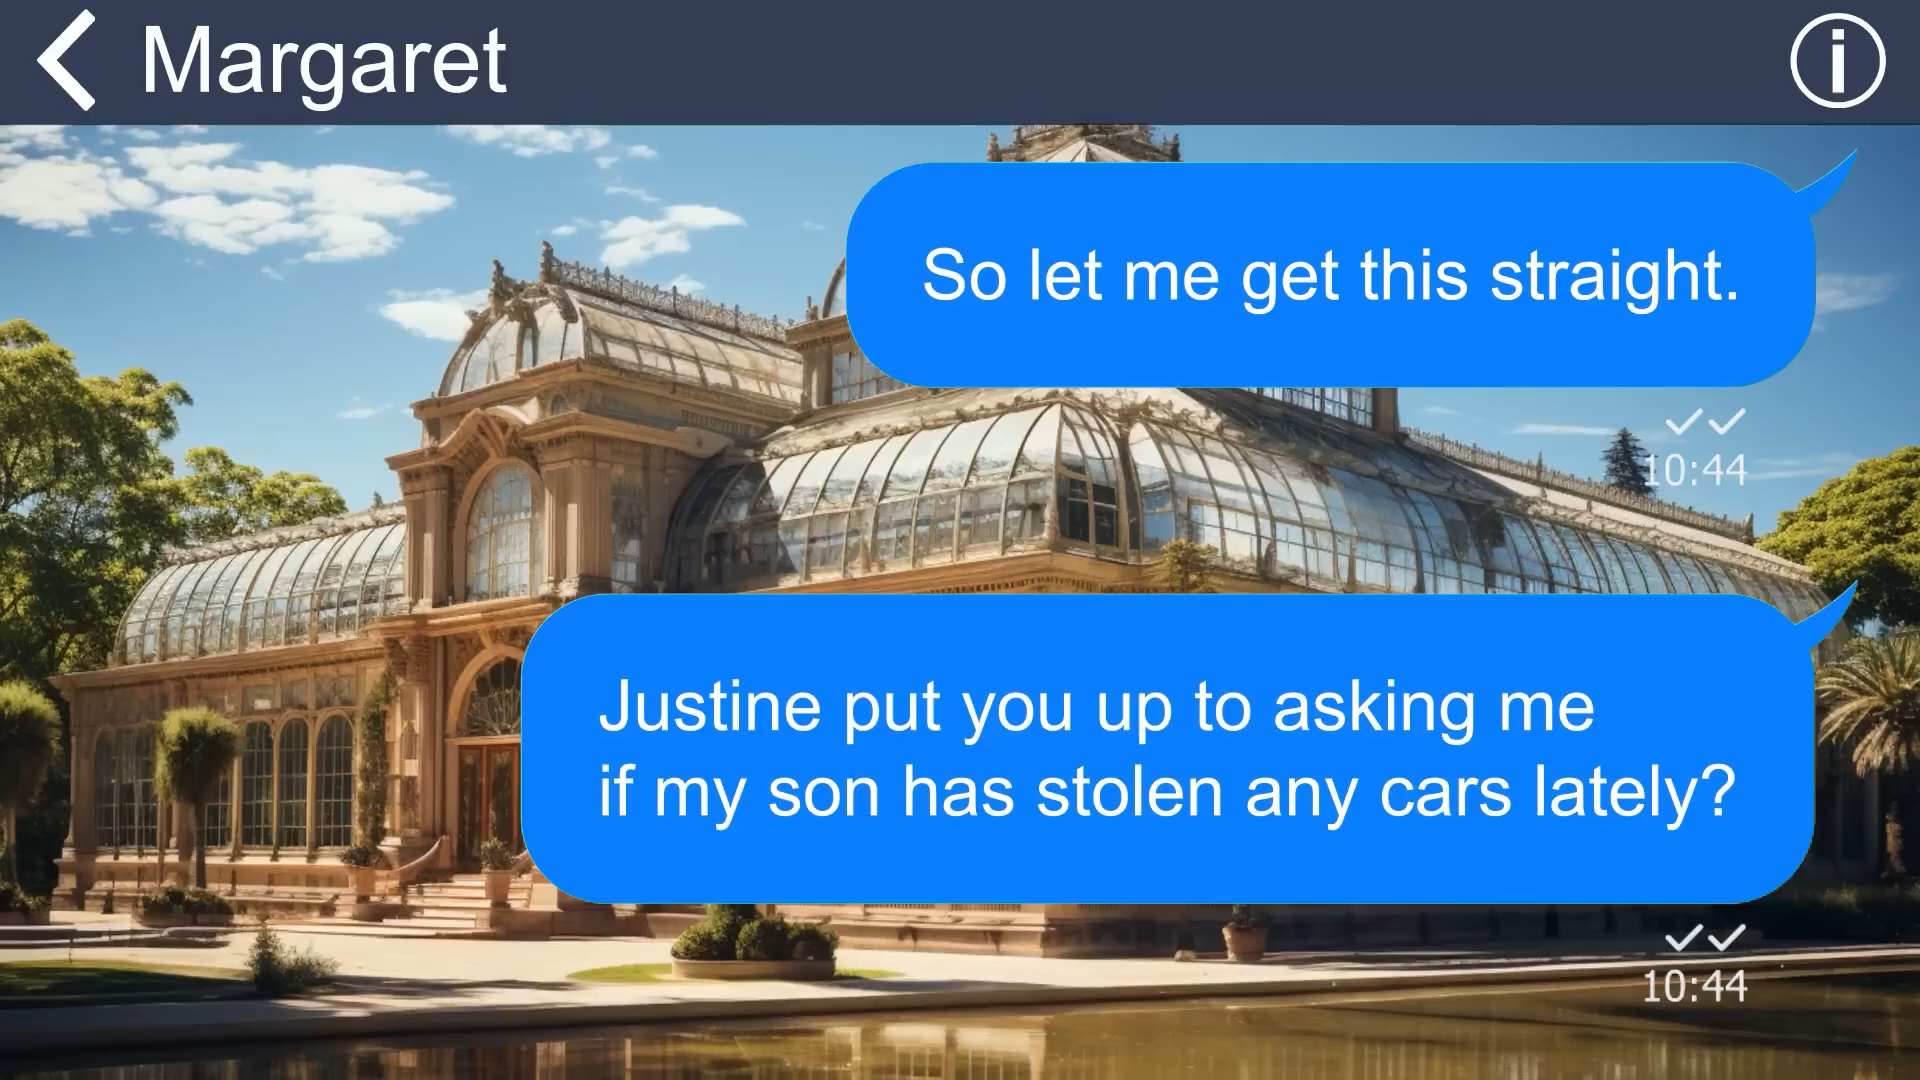 Margaret
So let me get this straight.
10:44
Justine put you up to asking me
if my son has stolen any cars lately?
10:44